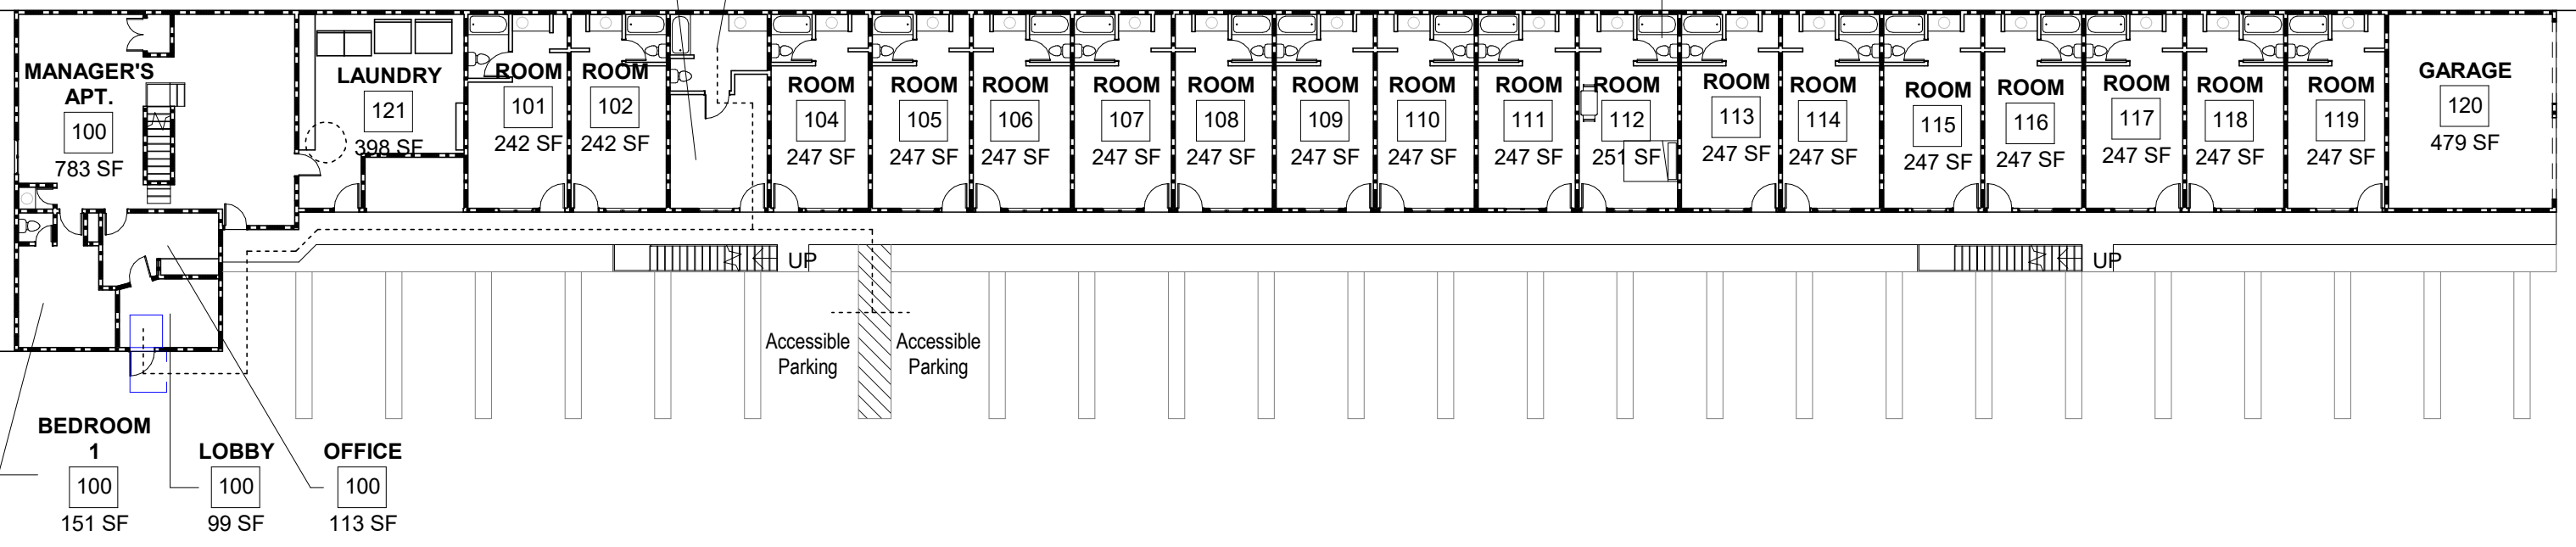 MANAGER'S
APT.
100
783 SF
LAUNDRY
121
398 SF
ROOM
101
242 SF
ROOM
102
242 SF
ROOM
104
247 SF
ROOM
105
247 SF
ROOM
106
247 SF
ROOM
107
247 SF
ROOM
108
247 SF
ROOM
109
247 SF
ROOM
110
247 SF
ROOM
111
247 SF
ROOM
112
251 SF
ROOM
113
247 SF
ROOM
114
247 SF
ROOM
115
247 SF
ROOM
116
247 SF
ROOM
117
247 SF
ROOM
118
247 SF
ROOM
119
247 SF
GARAGE
120
479 SF
UP
UP
Accessible
Parking
Accessible
Parking
BEDROOM
1
100
151 SF
LOBBY
100
99 SF
OFFICE
100
113 SF